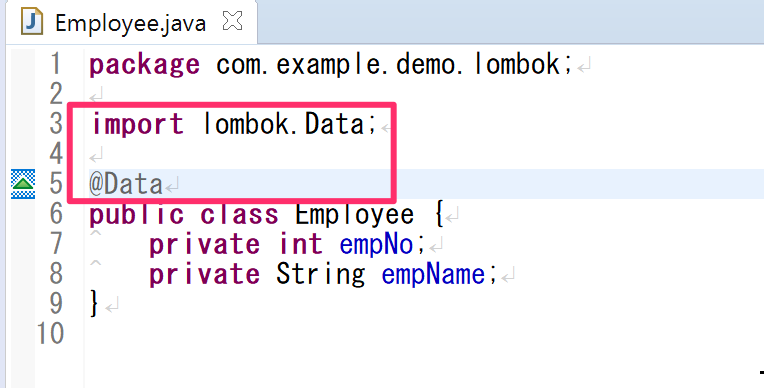 Employee.java
1 package com.example.demo.lombok;
2
3 import lombok.Data;
4
5 @Data
6 public class Employee {
7 private int empNo;
8 private String empName;
9 }
10